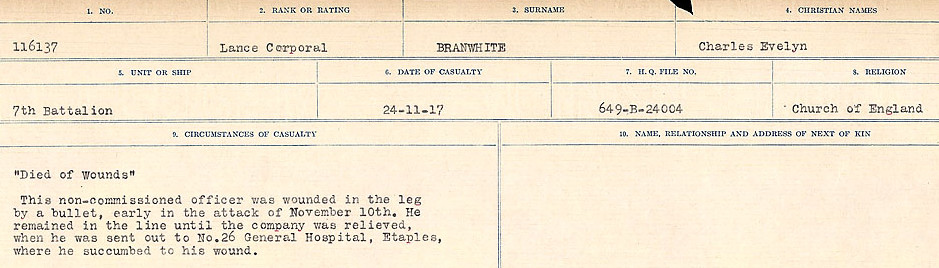 1. NO. 2. RANK OR RATING 3. SURNAME 4. CHRISTIAN NAMES
116137 Lance Corporal BRANWHITE Charles Evelyn
5. UNIT OR SHIP 6. DATE OF CASUALTY 7. H. Q. FILE NO. 8. RELIGION
7th Battalion 24-11-17 649-B-24004 Church of England
9. CIRCUMSTANCES OF CASUALTY 10. NAME, RELATIONSHIP AND ADDRESS OF NEXT OF KIN
"Died of Wounds"
This non-commissioned officer was wounded in the leg
by a bullet, early in the attack of November 10th. He
remained in the line until the company was relieved,
when he was sent out to No.26 General Hospital, Etaples,
where he succumbed to his wound.